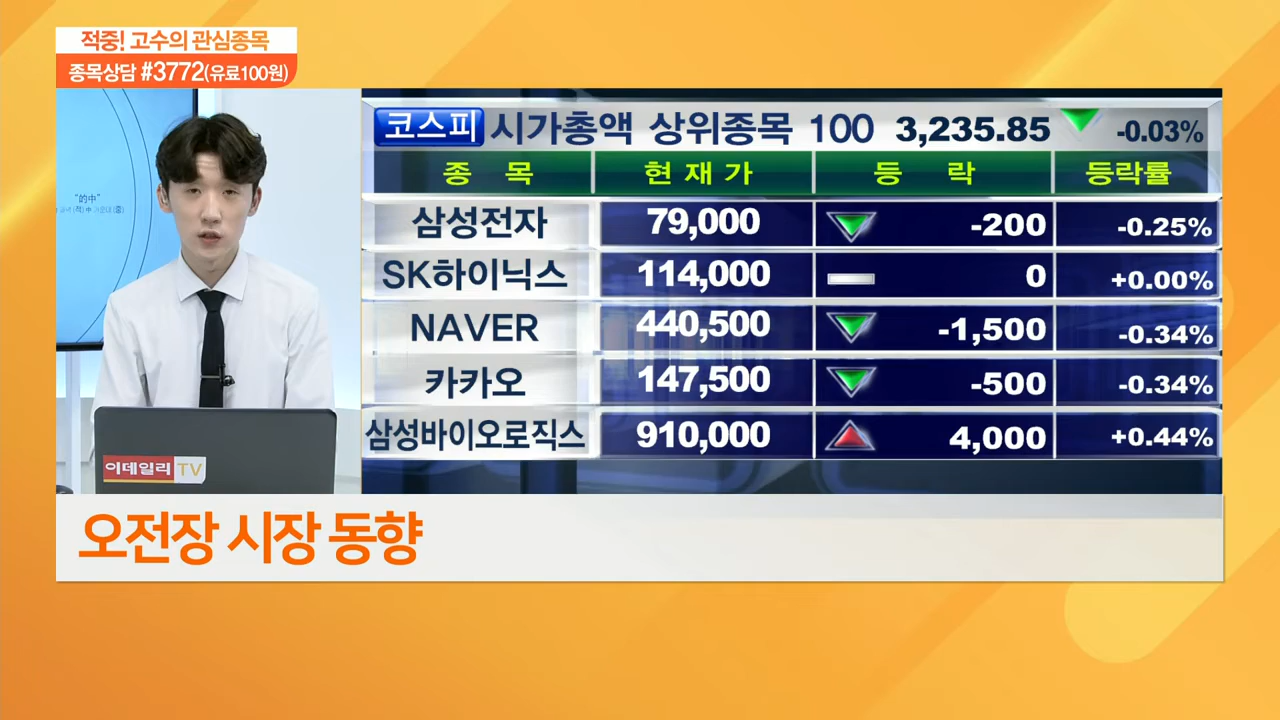 적중! 고수의 관심종목
종목상담 #3772(유료100원)
"的中"
코스피 시가총액 상위종목 100 3,235.85 -0.03%
종 목 현재가 등 락 등락률
삼성전자 79,000 -200 -0.25%
SK하이닉스 114,000 0 +0.00%
NAVER 440,500 -1,500 -0.34%
카카오 147,500 -500 -0.34%
삼성바이오로직스 910,000 4,000 +0.44%
이데일리TV
오전장 시장 동향